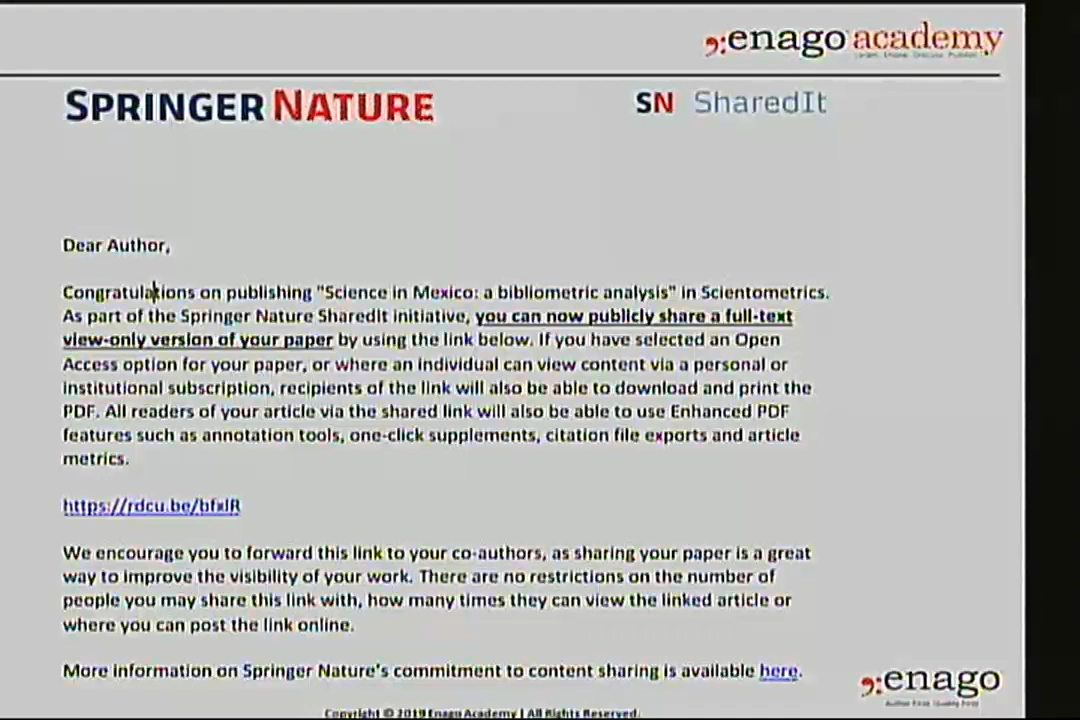 enago academy
Learn. Share. Discuss. Publish.
SPRINGER NATURE
SN SharedIt
Dear Author,
Congratulations on publishing "Science in Mexico: a bibliometric analysis" in Scientometrics.
As part of the Springer Nature SharedIt initiative, you can now publicly share a full-text
view-only version of your paper by using the link below. If you have selected an Open
Access option for your paper, or where an individual can view content via a personal or
institutional subscription, recipients of the link will also be able to download and print the
PDF. All readers of your article via the shared link will also be able to use Enhanced PDF
features such as annotation tools, one-click supplements, citation file exports and article
metrics.
https://rdcu.be/bfxIR
We encourage you to forward this link to your co-authors, as sharing your paper is a great
way to improve the visibility of your work. There are no restrictions on the number of
people you may share this link with, how many times they can view the linked article or
where you can post the link online.
More information on Springer Nature's commitment to content sharing is available here.
enago
Author First, Quality First
Copyright © 2019 Enago Academy | All Rights Reserved.